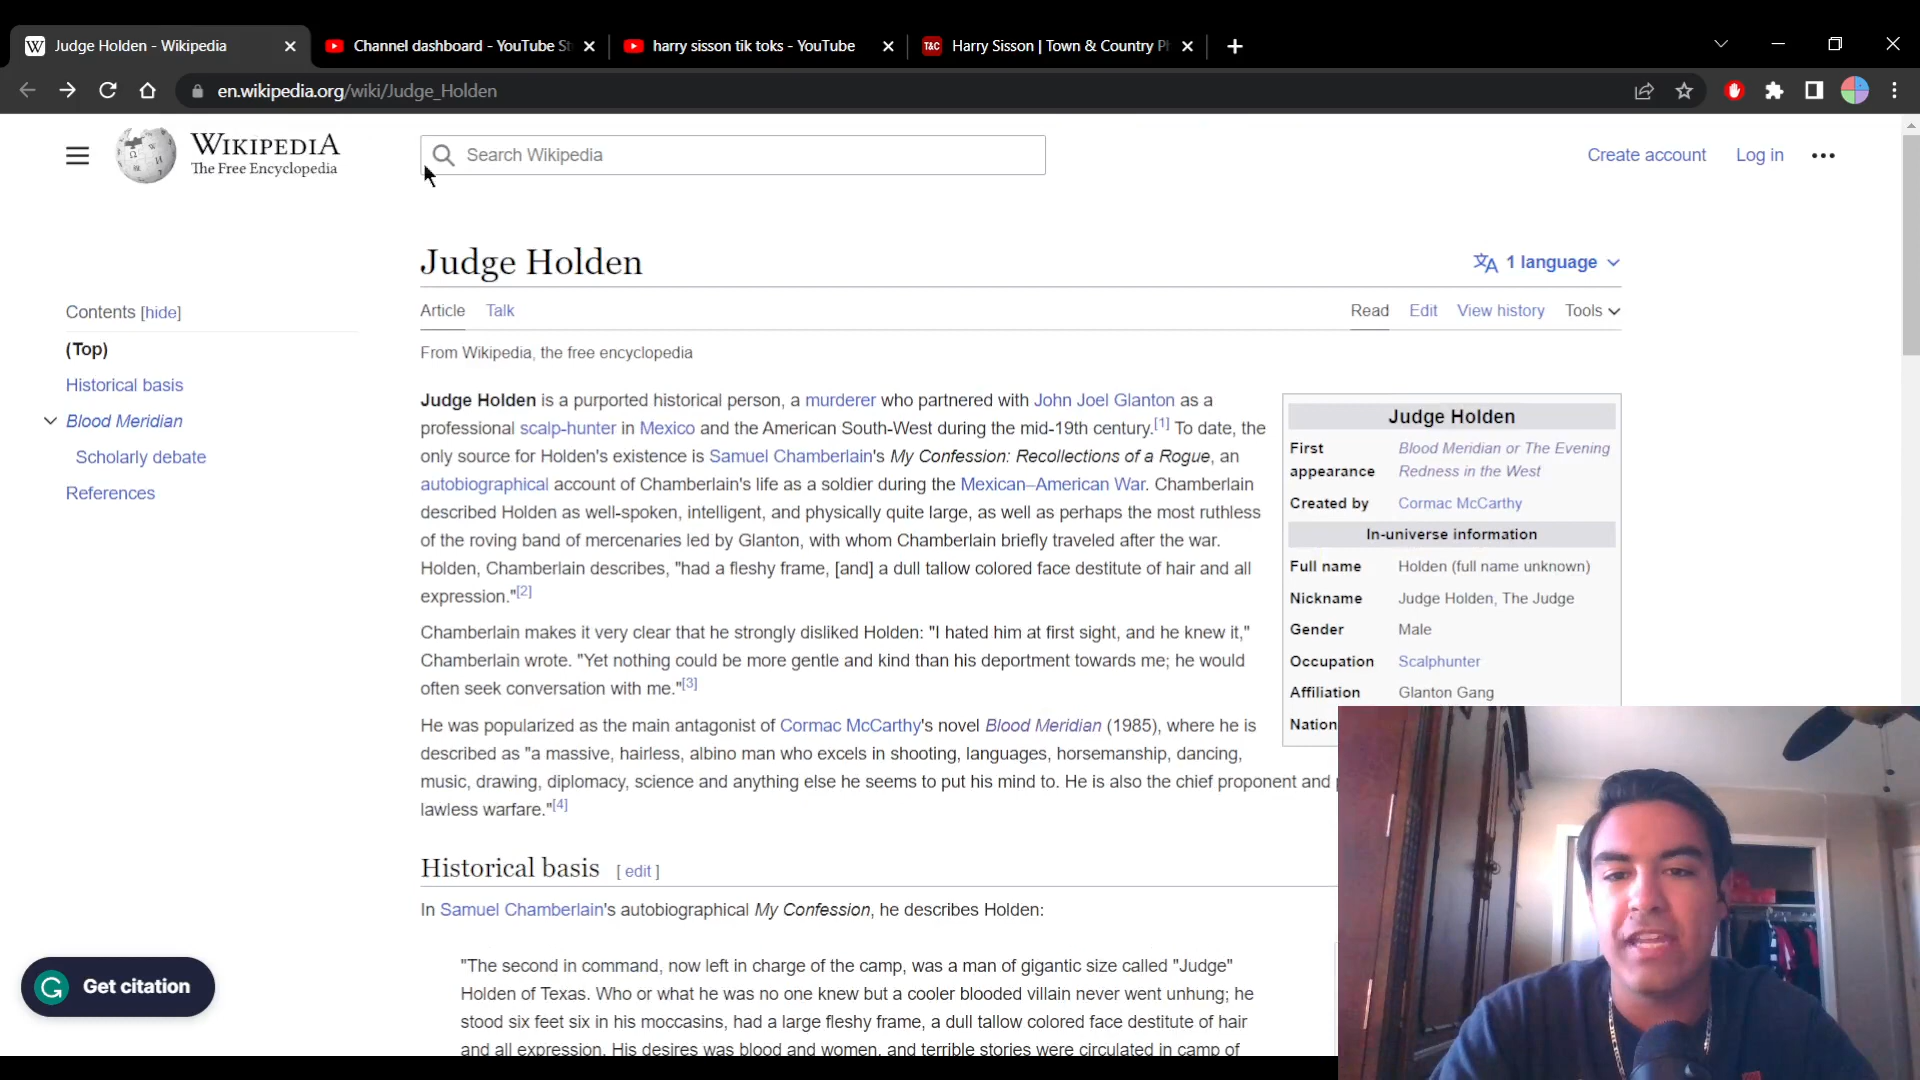 Judge Holden - Wikipedia
Channel dashboard - YouTube S
harry sisson tik toks - YouTube
T&C Harry Sisson | Town & Country P
en.wikipedia.org/wiki/Judge_Holden
WIKIPEDIA
The Free Encyclopedia
Search Wikipedia
Create account
Log in
Judge Holden
1 language
Contents [hide]
(Top)
Historical basis
Blood Meridian
Scholarly debate
References
Article Talk
Read Edit View history Tools
From Wikipedia, the free encyclopedia
Judge Holden is a purported historical person, a murderer who partnered with John Joel Glanton as a
professional scalp-hunter in Mexico and the American South-West during the mid-19th century.[1] To date, the
only source for Holden's existence is Samuel Chamberlain's My Confession: Recollections of a Rogue, an
autobiographical account of Chamberlain's life as a soldier during the Mexican–American War. Chamberlain
described Holden as well-spoken, intelligent, and physically quite large, as well as perhaps the most ruthless
of the roving band of mercenaries led by Glanton, with whom Chamberlain briefly traveled after the war.
Holden, Chamberlain describes, "had a fleshy frame, [and] a dull tallow colored face destitute of hair and all
expression."[2]
Chamberlain makes it very clear that he strongly disliked Holden: "I hated him at first sight, and he knew it,"
Chamberlain wrote. "Yet nothing could be more gentle and kind than his deportment towards me; he would
often seek conversation with me."[3]
He was popularized as the main antagonist of Cormac McCarthy's novel Blood Meridian (1985), where he is
described as "a massive, hairless, albino man who excels in shooting, languages, horsemanship, dancing,
music, drawing, diplomacy, science and anything else he seems to put his mind to. He is also the chief proponent and
lawless warfare."[4]
Judge Holden
First appearance Blood Meridian or The Evening
Redness in the West
Created by Cormac McCarthy
In-universe information
Full name Holden (full name unknown)
Nickname Judge Holden, The Judge
Gender Male
Occupation Scalphunter
Affiliation Glanton Gang
Nation
Historical basis [ edit ]
In Samuel Chamberlain's autobiographical My Confession, he describes Holden:
"The second in command, now left in charge of the camp, was a man of gigantic size called "Judge"
Holden of Texas. Who or what he was no one knew but a cooler blooded villain never went unhung; he
stood six feet six in his moccasins, had a large fleshy frame, a dull tallow colored face destitute of hair
and all expression. His desires was blood and women, and terrible stories were circulated in camp of
Get citation